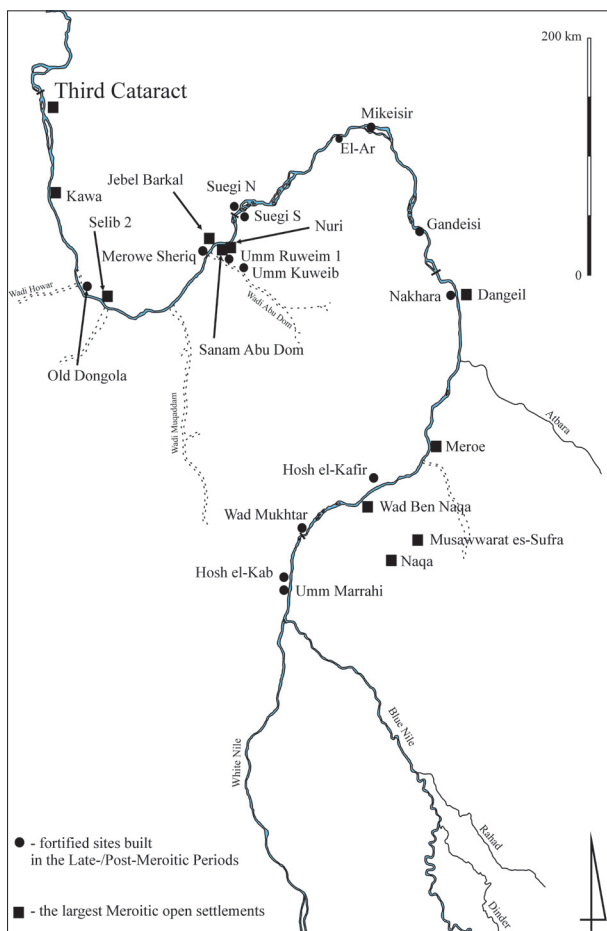 200 km
0
Third Cataract
Mikeisir
El-Ar
Suegi N
Jebel Barkal
Suegi S
Kawa
Nuri
Selib 2
Gandeisi
Merowe Sheriq
Umm Ruweim 1
Umm Kuweib
Wadi Howar
Wadi Abu Dom
Nakhara
Dangeil
Sanam Abu Dom
Old Dongola
Wadi Muqaddam
Atbara
Meroe
Hosh el-Kafir
Wad Ben Naqa
Wad Mukhtar
Musawwarat es-Sufra
Naqa
Hosh el-Kab
Umm Marrahi
White Nile
Blue Nile
Rahad
Dinder
- fortified sites built
in the Late-/Post-Meroitic Periods
- the largest Meroitic open settlements